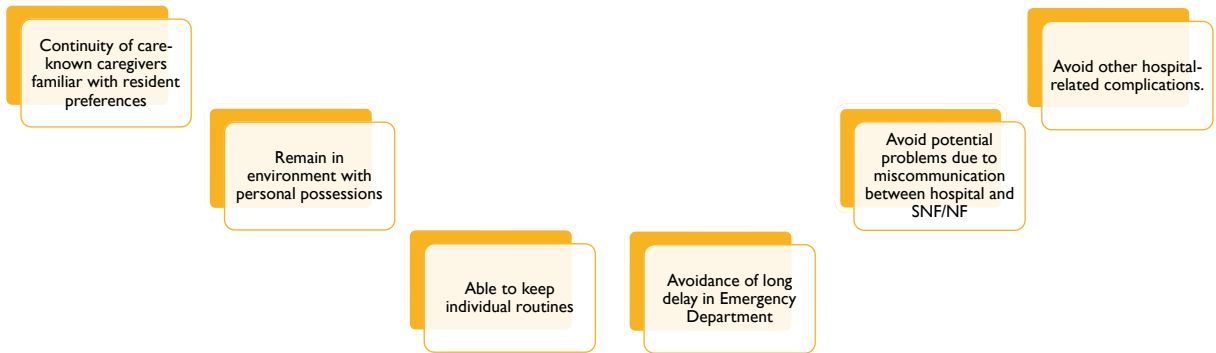 Continuity of care-
known caregivers
familiar with resident
preferences
Remain in
environment with
personal possessions
Able to keep
individual routines
Avoidance of long
delay in Emergency
Department
Avoid potential
problems due to
miscommunication
between hospital and
SNF/NF
Avoid other hospital-
related complications.